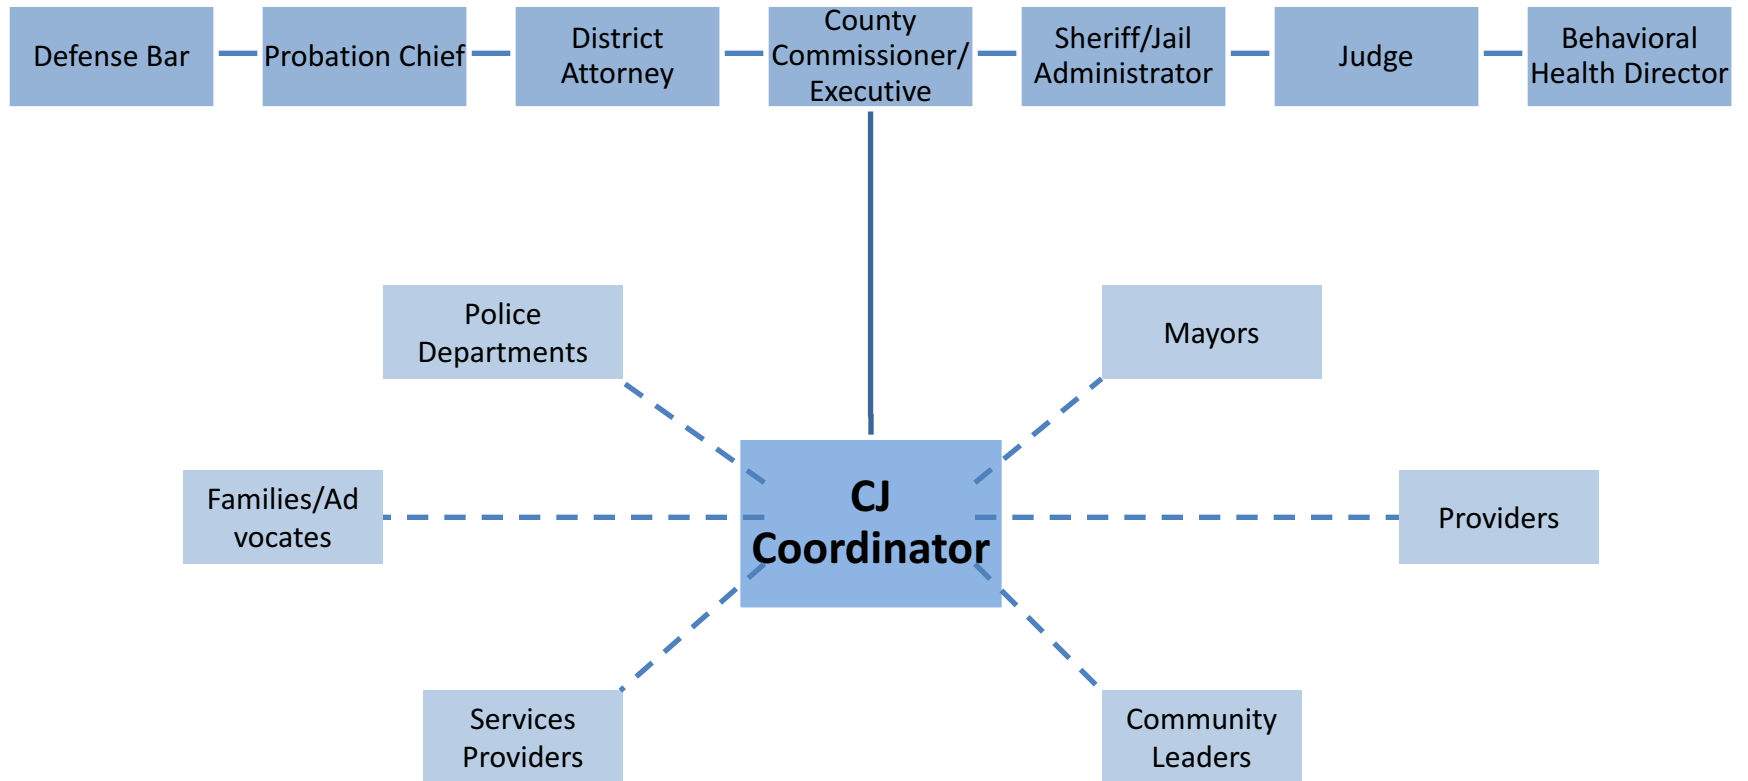 Defense Bar
Probation Chief
District
Attorney
County
Commissioner/
Executive
Sheriff/Jail
Administrator
Judge
Behavioral
Health Director
Police
Departments
Mayors
Families/Ad
vocates
CJ
Coordinator
Providers
Services
Providers
Community
Leaders